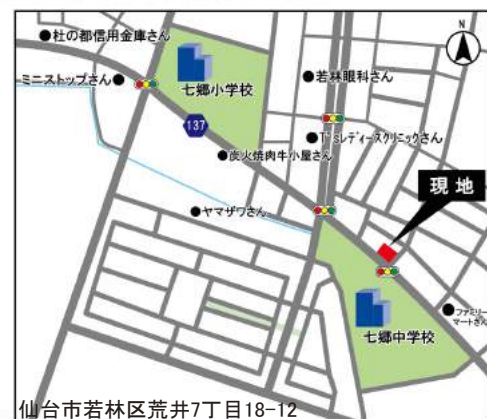 N
杜の都信用金庫さん
七郷小学校
若林眼科さん
ミニストップさん
137
T'sレディースクリニックさん
炭火焼肉牛小屋さん
現地
ヤマザワさん
ファミリー
マートさん
七郷中学校
仙台市若林区荒井7丁目18-12